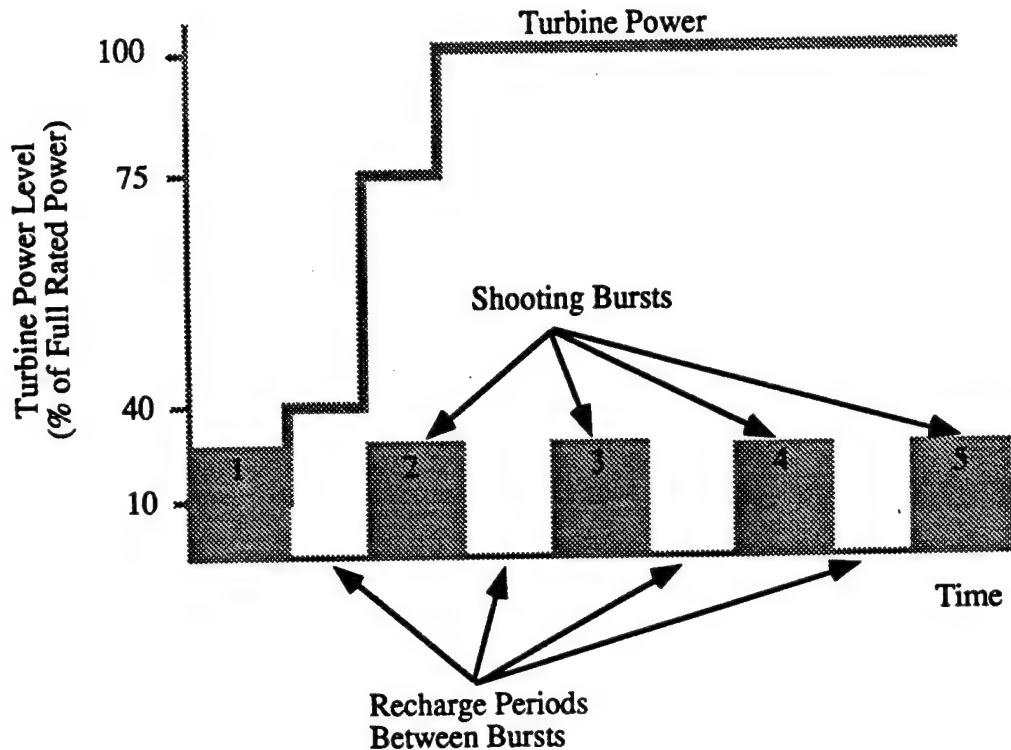 Turbine Power
100
75
40
10
Turbine Power Level
(% of Full Rated Power)
Shooting Bursts
1
2
3
4
5
Time
Recharge Periods
Between Bursts